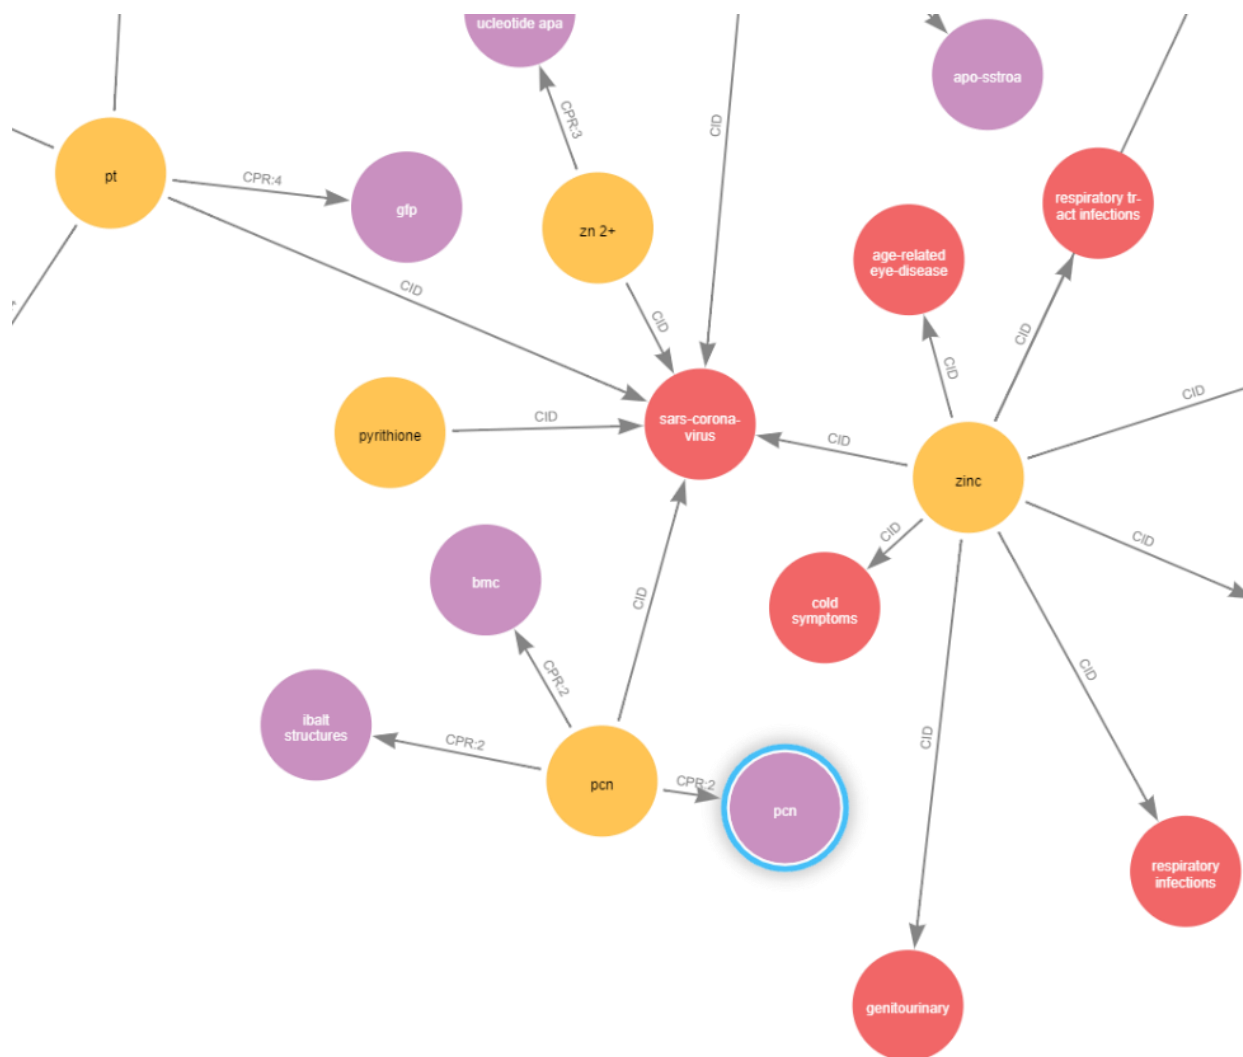 ucleotide apa
apo-sstroa
CID
CPR:3
pt
CPR:4
gfp
zn 2+
respiratory tr-
act infections
age-related
eye-disease
CID
CID
CID
CID
CID
pyrithione
CID
sars-corona-
virus
CID
zinc
CID
CID
CID
bmc
CID
cold
symptoms
CPR:2
CID
CID
ibalt
structures
CPR:2
pcn
CPR:2
pcn
respiratory
infections
genitourinary